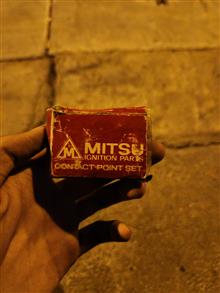 MITSU
IGNITION PARTS
CONTACT POINT SET